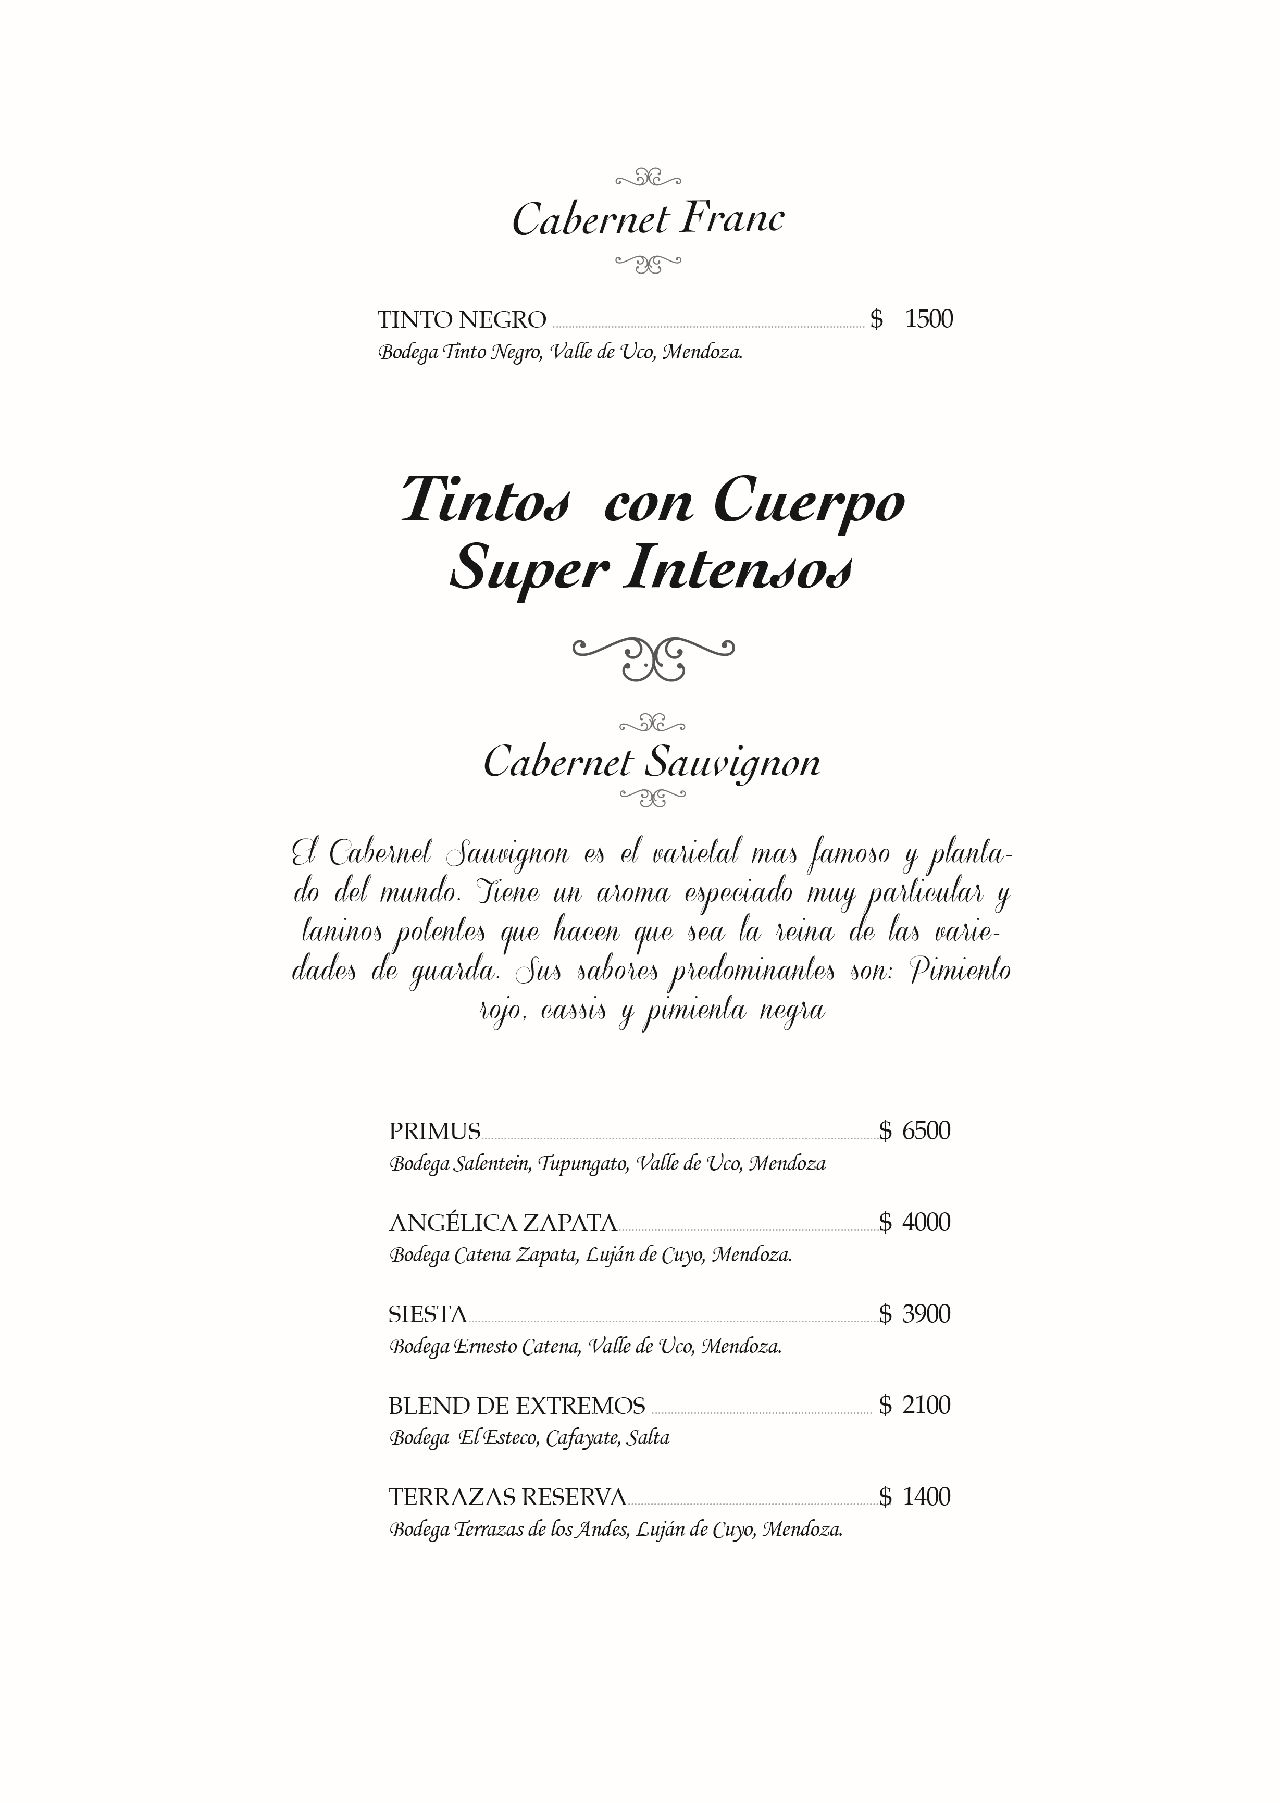 Cabernet Franc
TINTO NEGRO $ 1500
Bodega Tinto Negro, Valle de Uco, Mendoza.
Tintos con Cuerpo
Super Intensos
Cabernet Sauvignon
El Cabernet Sauvignon es el varietal mas famoso y planta-
do del mundo. Tiene un aroma especiado muy particular y
taninos potentes que hacen que sea la reina de las varie-
dades de guarda. Sus sabores predominantes son: Pimiento
rojo, cassis y pimienta negra
PRIMUS $ 6500
Bodega Salentein, Tupungato, Valle de Uco, Mendoza
ANGÉLICA ZAPATA $ 4000
Bodega Catena Zapata, Luján de Cuyo, Mendoza.
SIESTA $ 3900
Bodega Ernesto Catena, Valle de Uco, Mendoza.
BLEND DE EXTREMOS $ 2100
Bodega El Esteco, Cafayate, Salta
TERRAZAS RESERVA $ 1400
Bodega Terrazas de los Andes, Luján de Cuyo, Mendoza.